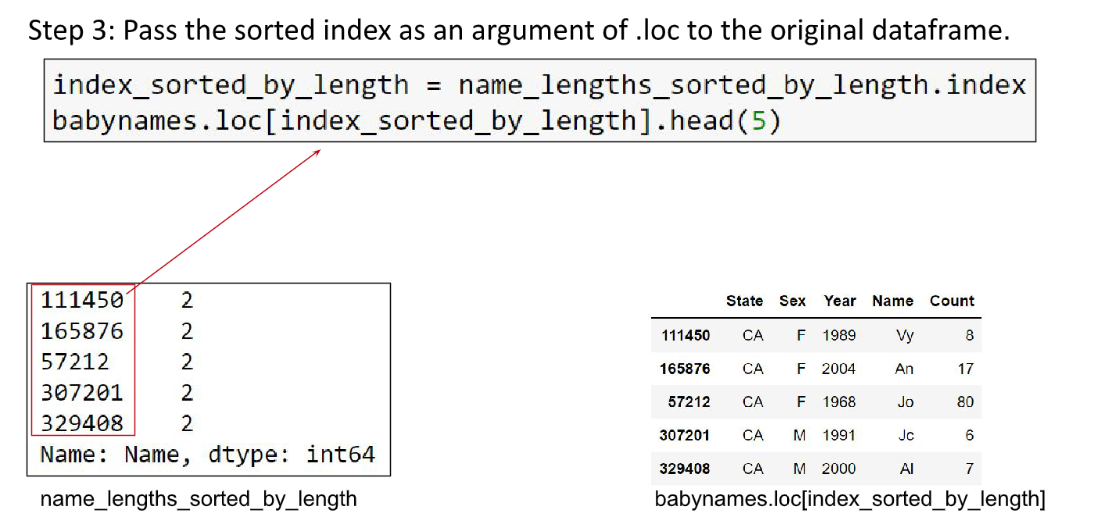 Step 3: Pass the sorted index as an argument of .loc to the original dataframe.
index_sorted_by_length = name_lengths_sorted_by_length.index
babynames.loc[index_sorted_by_length].head(5)
111450 2
165876 2
57212 2
307201 2
329408 2
Name: Name, dtype: int64
name_lengths_sorted_by_length
State Sex Year Name Count
111450 CA F 1989 Vy 8
165876 CA F 2004 An 17
57212 CA F 1968 Jo 80
307201 CA M 1991 Jc 6
329408 CA M 2000 Al 7
babynames.loc[index_sorted_by_length]